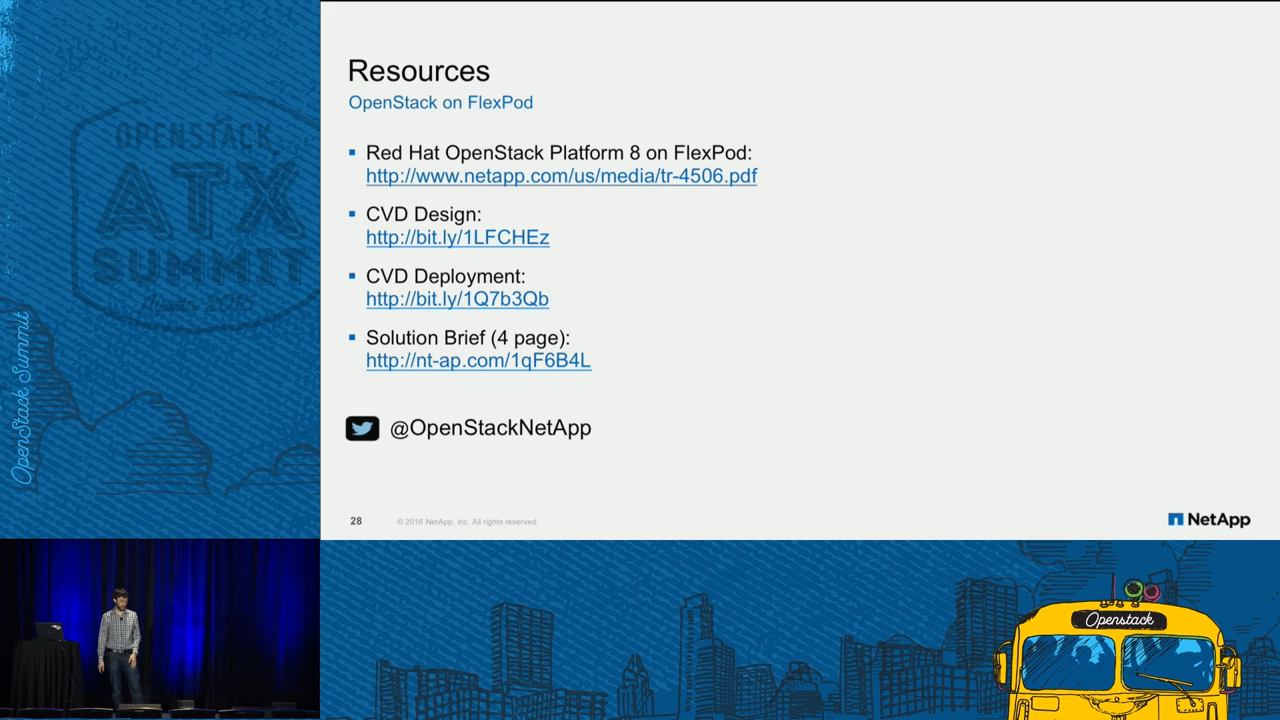 OPENSTACK
ATX
SUMMIT
Austin 2016
OpenStack Summit
Resources
OpenStack on FlexPod
Red Hat OpenStack Platform 8 on FlexPod:
http://www.netapp.com/us/media/tr-4506.pdf
CVD Design:
http://bit.ly/1LFCHEz
CVD Deployment:
http://bit.ly/1Q7b3Qb
Solution Brief (4 page):
http://nt-ap.com/1qF6B4L
@OpenStackNetApp
28
© 2016 NetApp, Inc. All rights reserved.
NetApp
Openstack